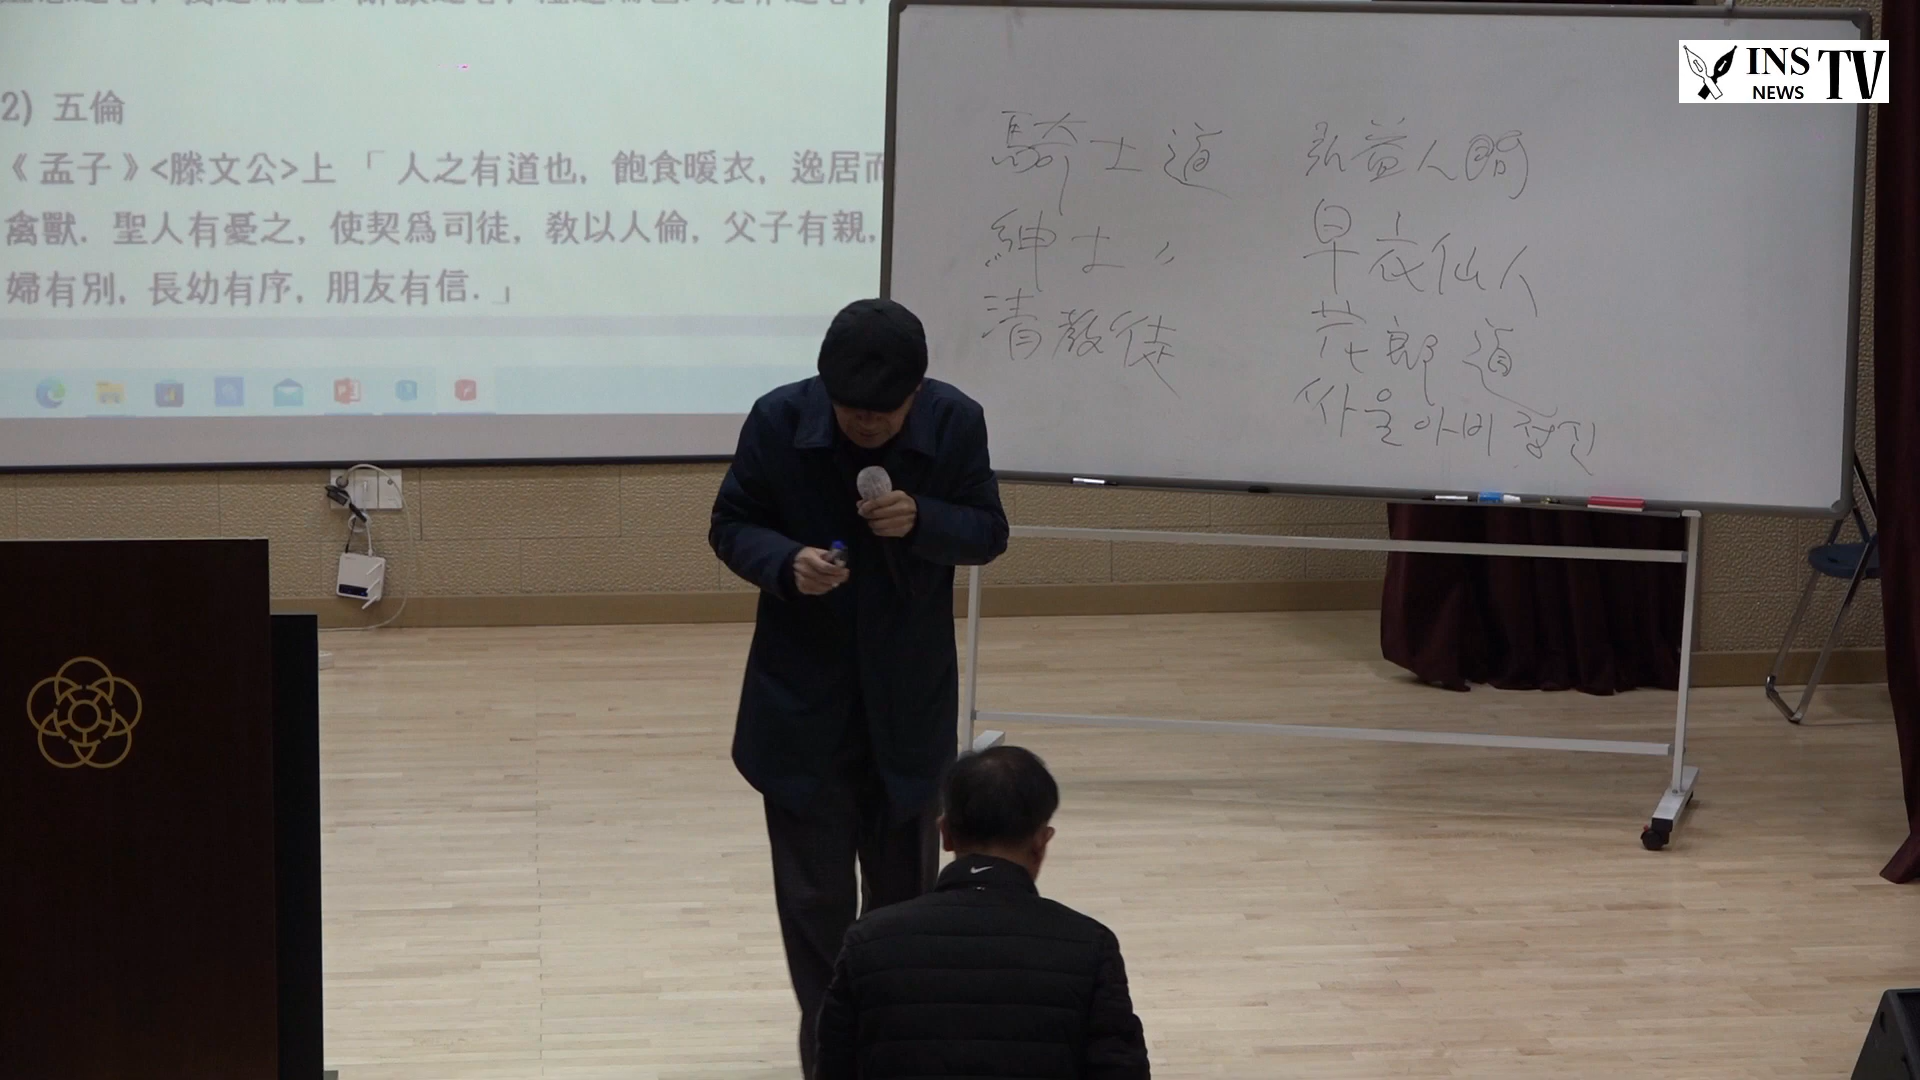 2) 五倫
《孟子》<滕文公>上「人之有道也, 飽食暖衣, 逸居而
禽獸. 聖人有憂之, 使契爲司徒, 敎以人倫, 父子有親,
婦有別, 長幼有序, 朋友有信.」
騎士道
紳士〃
清教徒
弘益人間
皁衣仙人
花郎道
싸울아비 정신
INS TV
NEWS